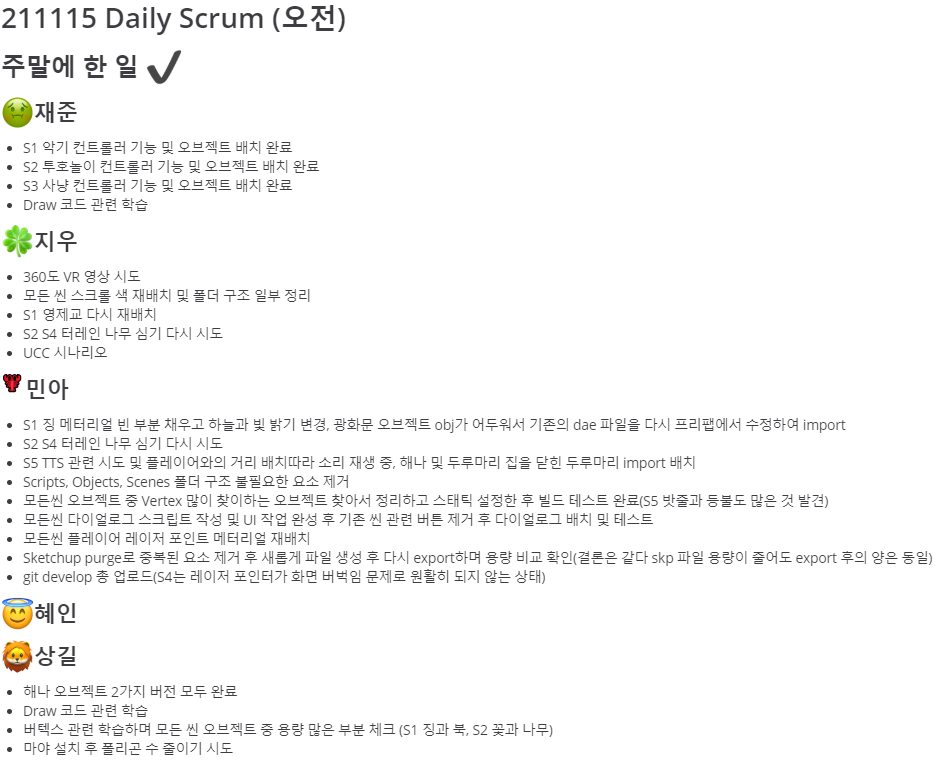 211115 Daily Scrum (오전)
주말에 한 일 ✔
🤢재준
• S1 악기 컨트롤러 기능 및 오브젝트 배치 완료
• S2 투호놀이 컨트롤러 기능 및 오브젝트 배치 완료
• S3 사냥 컨트롤러 기능 및 오브젝트 배치 완료
• Draw 코드 관련 학습
🍀지우
• 360도 VR 영상 시도
• 모든 씬 스크롤 색 재배치 및 폴더 구조 일부 정리
• S1 영제교 다시 재배치
• S2 S4 터레인 나무 심기 다시 시도
• UCC 시나리오
🦞민아
• S1 징 메터리얼 빈 부분 채우고 하늘과 빛 밝기 변경, 광화문 오브젝트 obj가 어두워서 기존의 dae 파일을 다시 프리팹에서 수정하여 import
• S2 S4 터레인 나무 심기 다시 시도
• S5 TTS 관련 시도 및 플레이어와의 거리 배치따라 소리 재생 중, 해나 및 두루마리 집을 닫힌 두루마리 import 배치
• Scripts, Objects, Scenes 폴더 구조 불필요한 요소 제거
• 모든씬 오브젝트 중 Vertex 많이 찾이하는 오브젝트 찾아서 정리하고 스태틱 설정한 후 빌드 테스트 완료(S5 밧줄과 등불도 많은 것 발견)
• 모든씬 다이얼로그 스크립트 작성 및 UI 작업 완성 후 기존 씬 관련 버튼 제거 후 다이얼로그 배치 및 테스트
• 모든씬 플레이어 레이저 포인트 메터리얼 재배치
• Sketchup purge로 중복된 요소 제거 후 새롭게 파일 생성 후 다시 export하며 용량 비교 확인(결론은 같다 skp 파일 용량이 줄어도 export 후의 양은 동일)
• git develop 총 업로드(S4는 레이저 포인터가 화면 버벅임 문제로 원활히 되지 않는 상태)
😇혜인
🦁상길
• 해나 오브젝트 2가지 버전 모두 완료
• Draw 코드 관련 학습
• 버텍스 관련 학습하며 모든 씬 오브젝트 중 용량 많은 부분 체크 (S1 징과 북, S2 꽃과 나무)
• 마야 설치 후 폴리곤 수 줄이기 시도